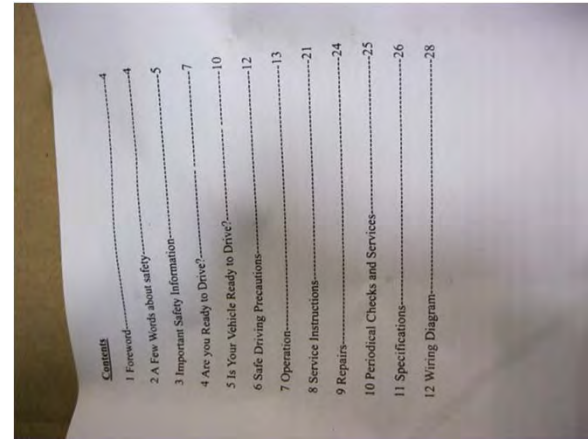 Contents--------------------------------------------4
1 Foreword--------------------------------------------4
2 A Few Words about safety--------------------------------------------5
3 Important Safety Information--------------------------------------------7
4 Are you Ready to Drive?--------------------------------------------10
5 Is Your Vehicle Ready to Drive?--------------------------------------------12
6 Safe Driving Precautions--------------------------------------------13
7 Operation--------------------------------------------21
8 Service Instructions--------------------------------------------24
9 Repairs--------------------------------------------25
10 Periodical Checks and Services--------------------------------------------26
11 Specifications--------------------------------------------28
12 Wiring Diagram